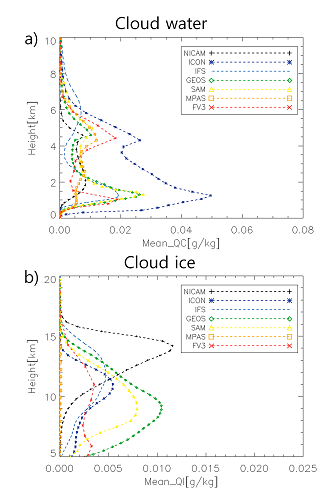 Cloud water
a)
10
8
6
4
2
0
Height[km]
NICAM
ICON
IFS
GEOS
SAM
MPAS
FV3
0.00 0.02 0.04 0.06 0.08
Mean_QC[g/kg]
Cloud ice
b)
20
15
10
5
Height[km]
NICAM
ICON
IFS
GEOS
SAM
MPAS
FV3
0.000 0.005 0.010 0.015 0.020 0.025
Mean_QI[g/kg]